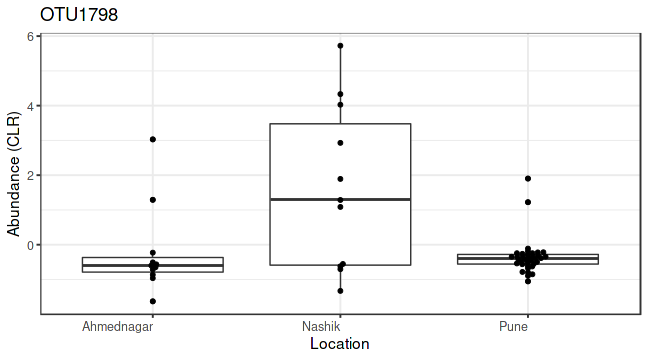 OTU1798
Abundance (CLR)
6
4
2
0
Ahmednagar Nashik Pune
Location